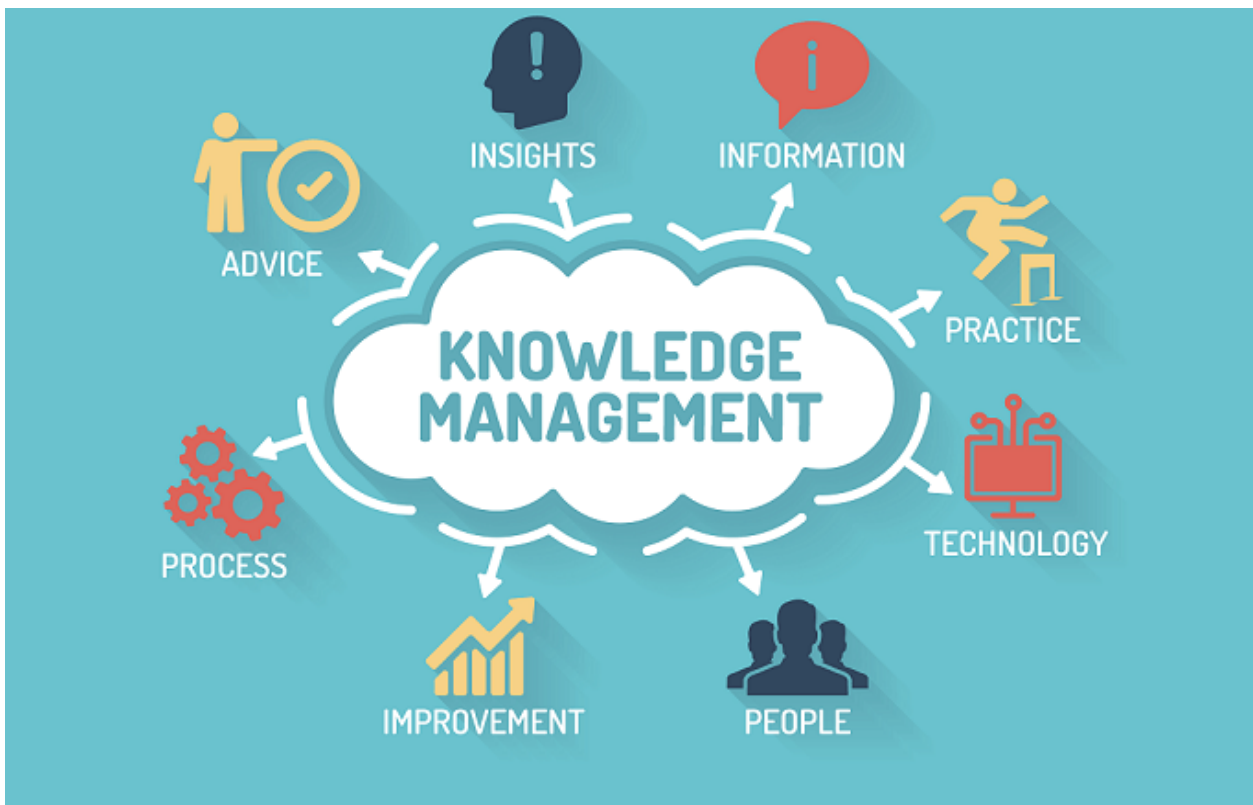 INSIGHTS
INFORMATION
ADVICE
PRACTICE
KNOWLEDGE
MANAGEMENT
TECHNOLOGY
PROCESS
IMPROVEMENT
PEOPLE